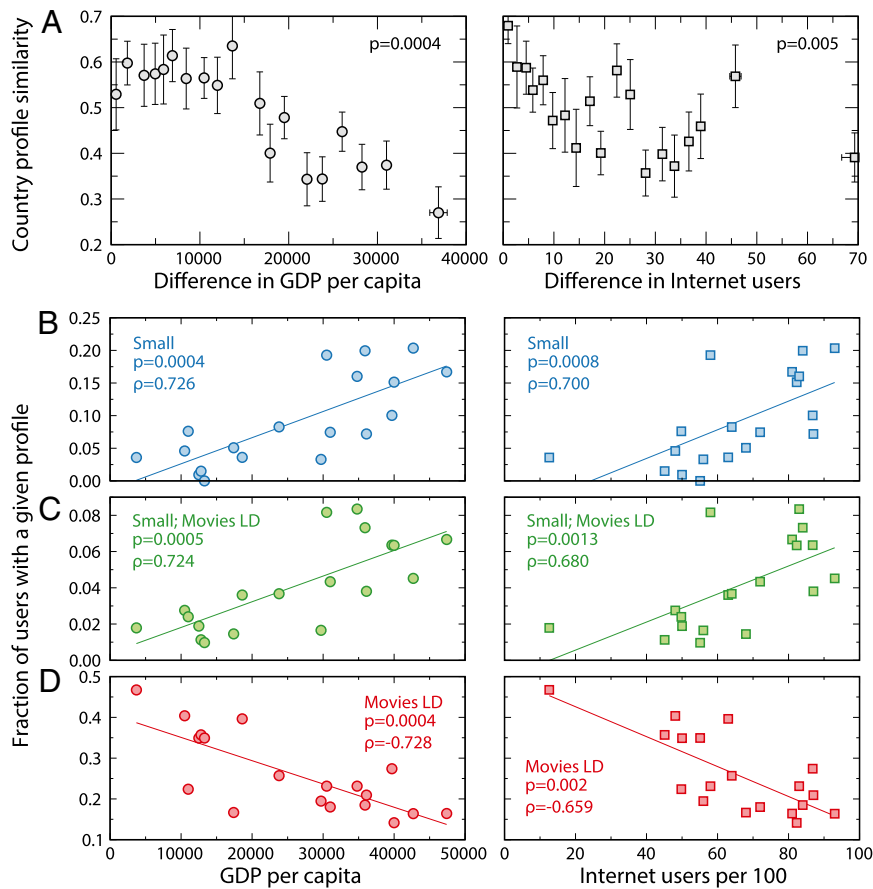 A
Country profile similarity
0.7
0.6
0.5
0.4
0.3
0.2
p=0.0004
0 10000 20000 30000 40000
Difference in GDP per capita
p=0.005
0 10 20 30 40 50 60 70
Difference in Internet users
Fraction of users with a given profile
B
0.25
0.20
0.15
0.10
0.05
0.00
Small
p=0.0004
ρ=0.726
Small
p=0.0008
ρ=0.700
C
0.08
0.06
0.04
0.02
0.00
Small; Movies LD
p=0.0005
ρ=0.724
Small; Movies LD
p=0.0013
ρ=0.680
D
0.5
0.4
0.3
0.2
0.1
Movies LD
p=0.0004
ρ=-0.728
Movies LD
p=0.002
ρ=-0.659
0 10000 20000 30000 40000 50000
GDP per capita
0 20 40 60 80 100
Internet users per 100